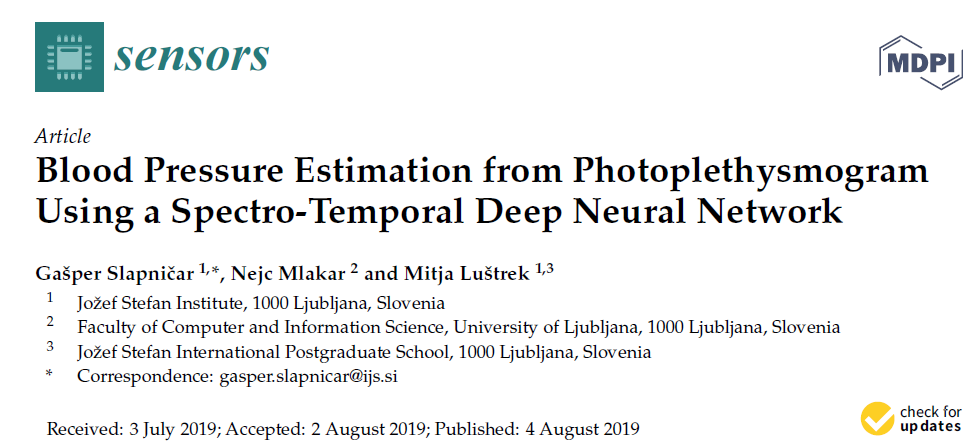 sensors
MDPI
Article
Blood Pressure Estimation from Photoplethysmogram
Using a Spectro-Temporal Deep Neural Network
Gašper Slapničar 1,*, Nejc Mlakar 2 and Mitja Luštrek 1,3
1 Jožef Stefan Institute, 1000 Ljubljana, Slovenia
2 Faculty of Computer and Information Science, University of Ljubljana, 1000 Ljubljana, Slovenia
3 Jožef Stefan International Postgraduate School, 1000 Ljubljana, Slovenia
* Correspondence: gasper.slapnicar@ijs.si
Received: 3 July 2019; Accepted: 2 August 2019; Published: 4 August 2019
check for
updates